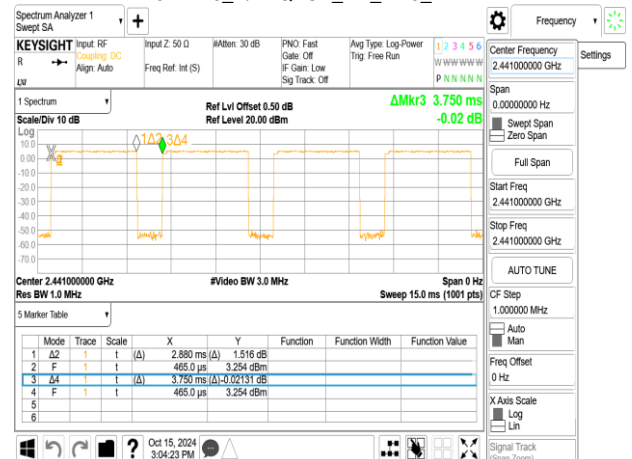 Spectrum Analyzer 1
Swept SA
KEYSIGHT
R
Input: RF
Coupling: DC
Align: Auto
Input Z: 50 Ω
Freq Ref: Int (S)
#Atten: 30 dB
PNO: Fast
Gate: Off
IF Gain: Low
Sig Track: Off
Avg Type: Log-Power
Trig: Free Run
1 2 3 4 5 6
W W W W W W
P N N N N N
1 Spectrum
Scale/Div 10 dB
Ref Lvl Offset 0.50 dB
Ref Level 20.00 dBm
ΔMkr3 3.750 ms
-0.02 dB
Log
10.0
0.00
-10.0
-20.0
-30.0
-40.0
-50.0
-60.0
-70.0
3Δ4
Center 2.441000000 GHz
Res BW 1.0 MHz
#Video BW 3.0 MHz
Span 0 Hz
Sweep 15.0 ms (1001 pts)
5 Marker Table
Mode Trace Scale X Y Function Function Width Function Value
1 Δ2 1 t (Δ) 2.880 ms (Δ) 1.516 dB
2 F 1 t 465.0 µs 3.254 dBm
3 Δ4 1 t (Δ) 3.750 ms (Δ) -0.02131 dB
4 F 1 t 465.0 µs 3.254 dBm
5
6
?
Oct 15, 2024
3:04:23 PM
Frequency
Settings
Center Frequency
2.441000000 GHz
Span
0.00000000 Hz
Swept Span
Zero Span
Full Span
Start Freq
2.441000000 GHz
Stop Freq
2.441000000 GHz
AUTO TUNE
CF Step
1.000000 MHz
Auto
Man
Freq Offset
0 Hz
X Axis Scale
Log
Lin
Signal Track
(Span Zoom)